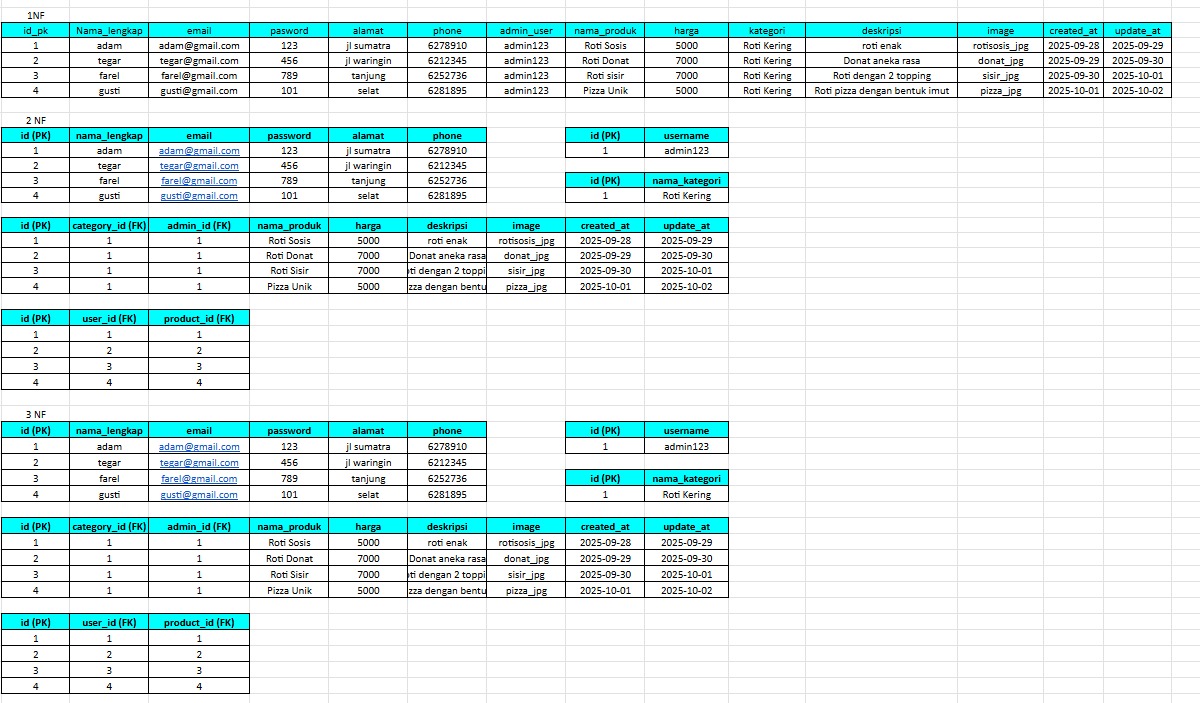 1NF
id_pk Nama_lengkap email pasword alamat phone admin_user nama_produk harga kategori deskripsi image created_at update_at
1 adam adam@gmail.com 123 jl sumatra 6278910 admin123 Roti Sosis 5000 Roti Kering roti enak rotisosis_jpg 2025-09-28 2025-09-29
2 tegar tegar@gmail.com 456 jl waringin 6212345 admin123 Roti Donat 7000 Roti Kering Donat aneka rasa donat_jpg 2025-09-29 2025-09-30
3 farel farel@gmail.com 789 tanjung 6252736 admin123 Roti sisir 7000 Roti Kering Roti dengan 2 topping sisir_jpg 2025-09-30 2025-10-01
4 gusti gusti@gmail.com 101 selat 6281895 admin123 Pizza Unik 5000 Roti Kering Roti pizza dengan bentuk imut pizza_jpg 2025-10-01 2025-10-02
2 NF
id (PK) nama_lengkap email password alamat phone id (PK) username
1 adam adam@gmail.com 123 jl sumatra 6278910 1 admin123
2 tegar tegar@gmail.com 456 jl waringin 6212345
3 farel farel@gmail.com 789 tanjung 6252736 id (PK) nama_kategori
4 gusti gusti@gmail.com 101 selat 6281895 1 Roti Kering
id (PK) category_id (FK) admin_id (FK) nama_produk harga deskripsi image created_at update_at
1 1 1 Roti Sosis 5000 roti enak rotisosis_jpg 2025-09-28 2025-09-29
2 1 1 Roti Donat 7000 Donat aneka rasa donat_jpg 2025-09-29 2025-09-30
3 1 1 Roti Sisir 7000 ti dengan 2 toppi sisir_jpg 2025-09-30 2025-10-01
4 1 1 Pizza Unik 5000 zza dengan bentu pizza_jpg 2025-10-01 2025-10-02
id (PK) user_id (FK) product_id (FK)
1 1 1
2 2 2
3 3 3
4 4 4
3 NF
id (PK) nama_lengkap email password alamat phone id (PK) username
1 adam adam@gmail.com 123 jl sumatra 6278910 1 admin123
2 tegar tegar@gmail.com 456 jl waringin 6212345
3 farel farel@gmail.com 789 tanjung 6252736 id (PK) nama_kategori
4 gusti gusti@gmail.com 101 selat 6281895 1 Roti Kering
id (PK) category_id (FK) admin_id (FK) nama_produk harga deskripsi image created_at update_at
1 1 1 Roti Sosis 5000 roti enak rotisosis_jpg 2025-09-28 2025-09-29
2 1 1 Roti Donat 7000 Donat aneka rasa donat_jpg 2025-09-29 2025-09-30
3 1 1 Roti Sisir 7000 ti dengan 2 toppi sisir_jpg 2025-09-30 2025-10-01
4 1 1 Pizza Unik 5000 zza dengan bentu pizza_jpg 2025-10-01 2025-10-02
id (PK) user_id (FK) product_id (FK)
1 1 1
2 2 2
3 3 3
4 4 4